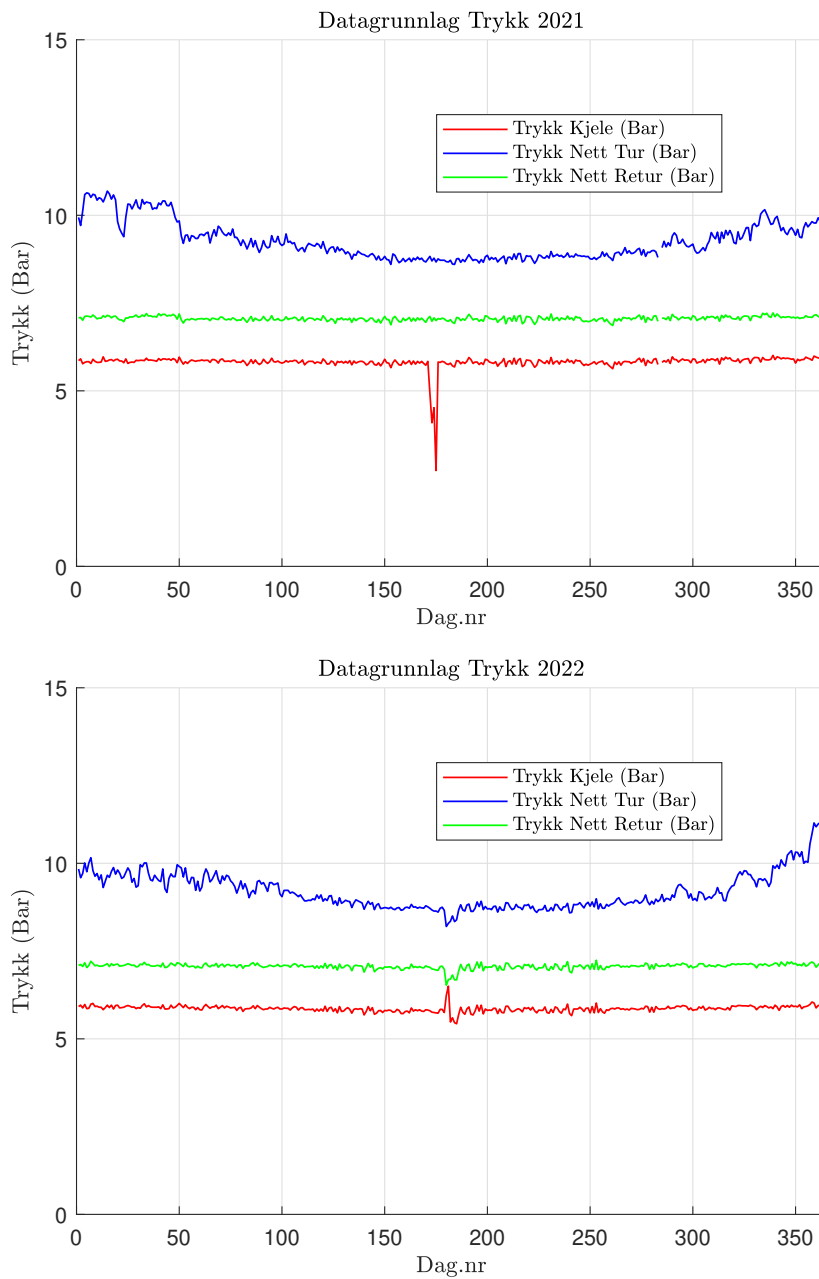 Datagrunnlag Trykk 2021
15
10
5
0
Trykk (Bar)
Trykk Kjele (Bar)
Trykk Nett Tur (Bar)
Trykk Nett Retur (Bar)
0 50 100 150 200 250 300 350
Dag.nr
Datagrunnlag Trykk 2022
15
10
5
0
Trykk (Bar)
Trykk Kjele (Bar)
Trykk Nett Tur (Bar)
Trykk Nett Retur (Bar)
0 50 100 150 200 250 300 350
Dag.nr